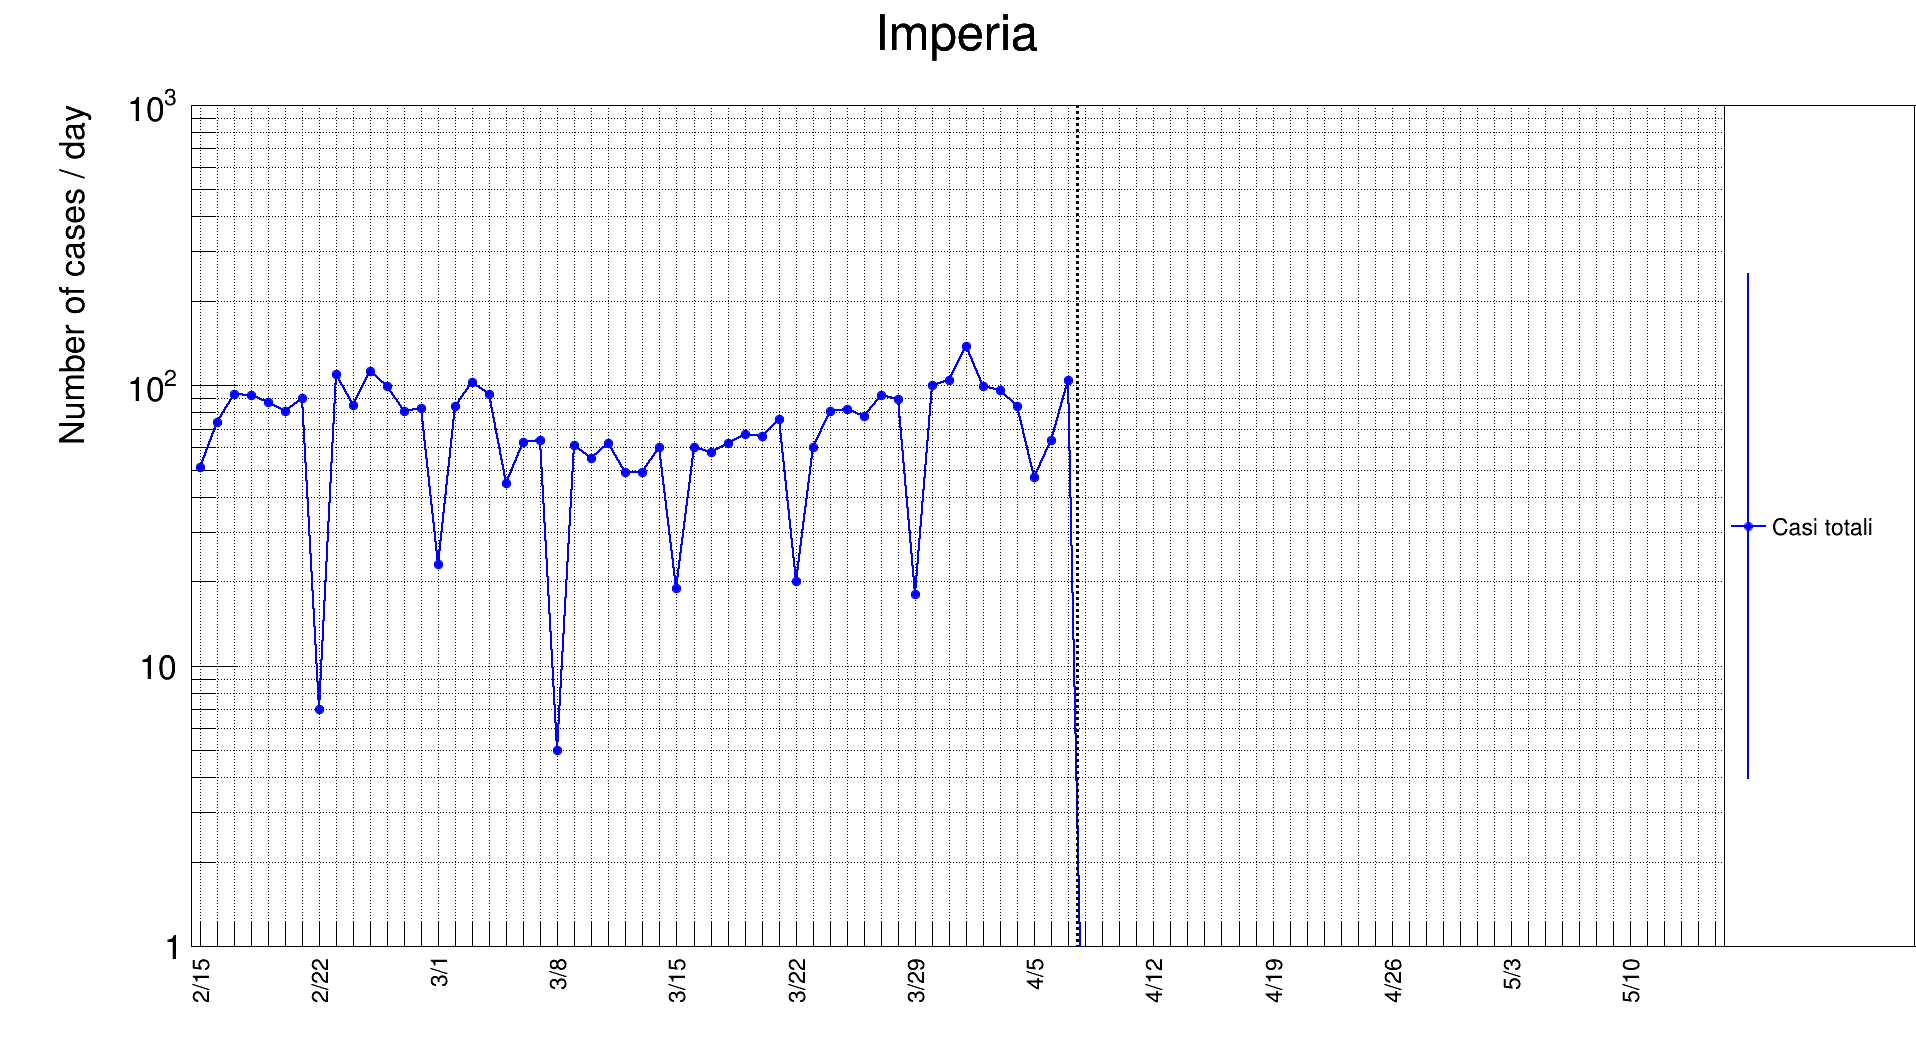 Imperia
Number of cases / day
10³
10²
10
1
2/15 2/22 3/1 3/8 3/15 3/22 3/29 4/5 4/12 4/19 4/26 5/3 5/10
Casi totali